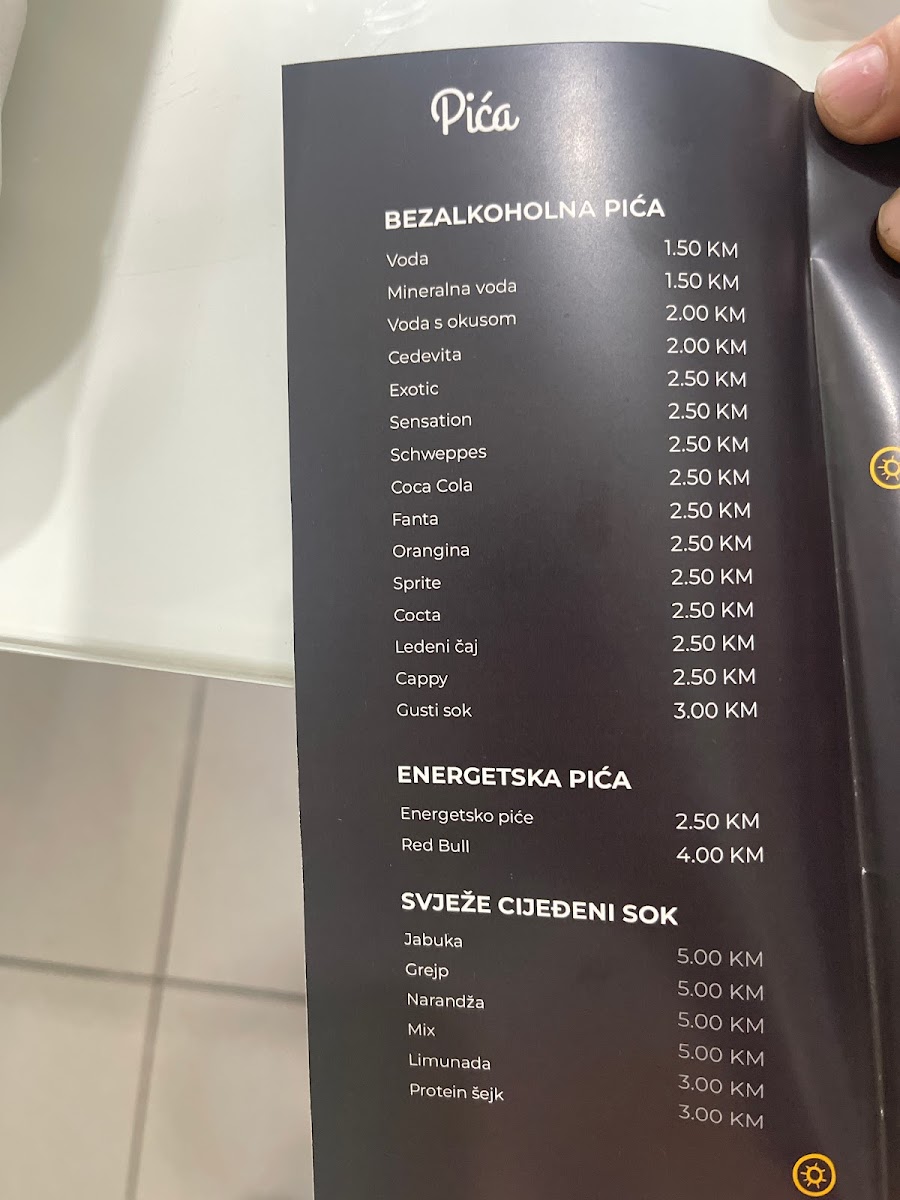 Pića
BEZALKOHOLNA PIĆA
Voda 1.50 KM
Mineralna voda 1.50 KM
Voda s okusom 2.00 KM
Cedevita 2.00 KM
Exotic 2.50 KM
Sensation 2.50 KM
Schweppes 2.50 KM
Coca Cola 2.50 KM
Fanta 2.50 KM
Orangina 2.50 KM
Sprite 2.50 KM
Cocta 2.50 KM
Ledeni čaj 2.50 KM
Cappy 2.50 KM
Gusti sok 3.00 KM
ENERGETSKA PIĆA
Energetsko piće 2.50 KM
Red Bull 4.00 KM
SVJEŽE CIJEĐENI SOK
Jabuka 5.00 KM
Grejp 5.00 KM
Narandža 5.00 KM
Mix 5.00 KM
Limunada 3.00 KM
Protein šejk 3.00 KM